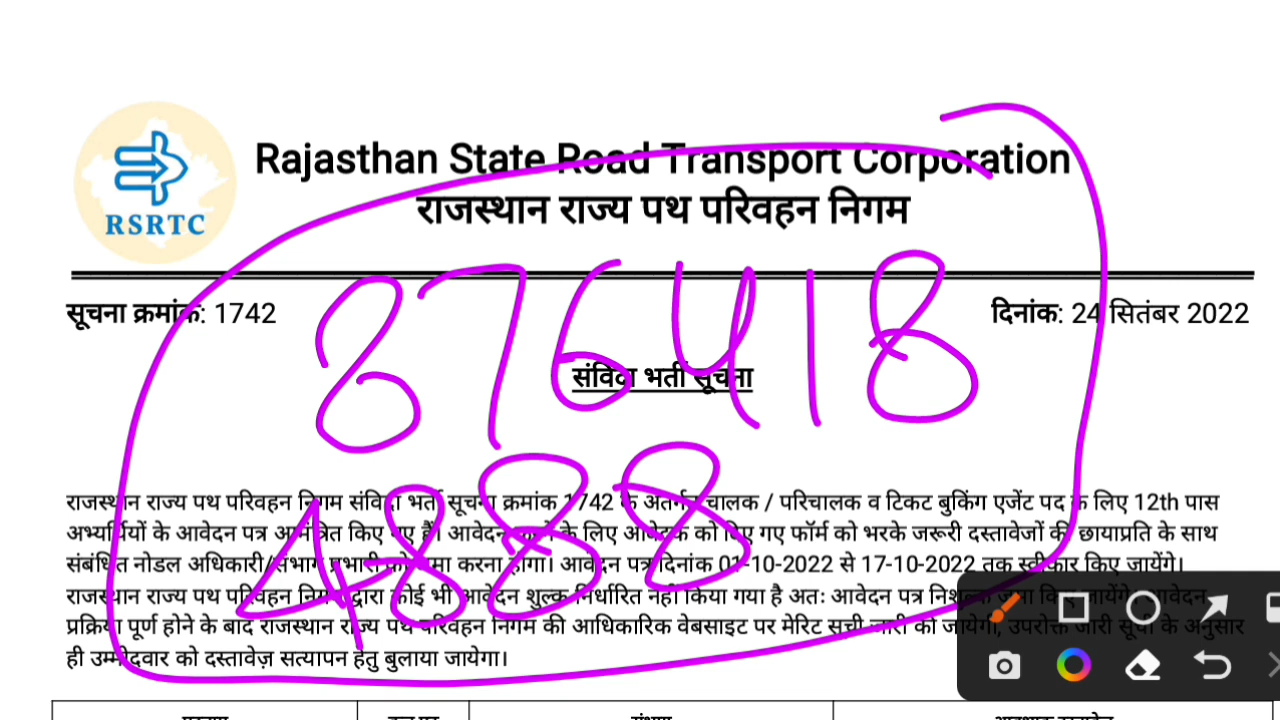 Rajasthan State Road Transport Corporation
राजस्थान राज्य पथ परिवहन निगम
RSRTC
सूचना क्रमांक: 1742
दिनांक: 24 सितंबर 2022
876418
संविदा भर्ती सूचना
4888
राजस्थान राज्य पथ परिवहन निगम संविदा भर्ती सूचना क्रमांक 1742 के अंतर्गत चालक / परिचालक व टिकट बुकिंग एजेंट पद के लिए 12th पास
अभ्यर्थियों के आवेदन पत्र आमंत्रित किए गए हैं। आवेदन करने के लिए आवेदक को दिए गए फॉर्म को भरके जरूरी दस्तावेजों की छायाप्रति के साथ
संबंधित नोडल अधिकारी/संभाग प्रभारी को जमा करना होगा। आवेदन पत्र दिनांक 01-10-2022 से 17-10-2022 तक स्वीकार किए जायेंगे।
राजस्थान राज्य पथ परिवहन निगम द्वारा कोई भी आवेदन शुल्क निर्धारित नहीं किया गया है अतः आवेदन पत्र निशुल्क जमा किए जायेंगे। आवेदन
प्रक्रिया पूर्ण होने के बाद राजस्थान राज्य पथ परिवहन निगम की आधिकारिक वेबसाइट पर मेरिट सूची जारी की जायेगी, उपरोक्त जारी सूची के अनुसार
ही उम्मीदवार को दस्तावेज़ सत्यापन हेतु बुलाया जायेगा।